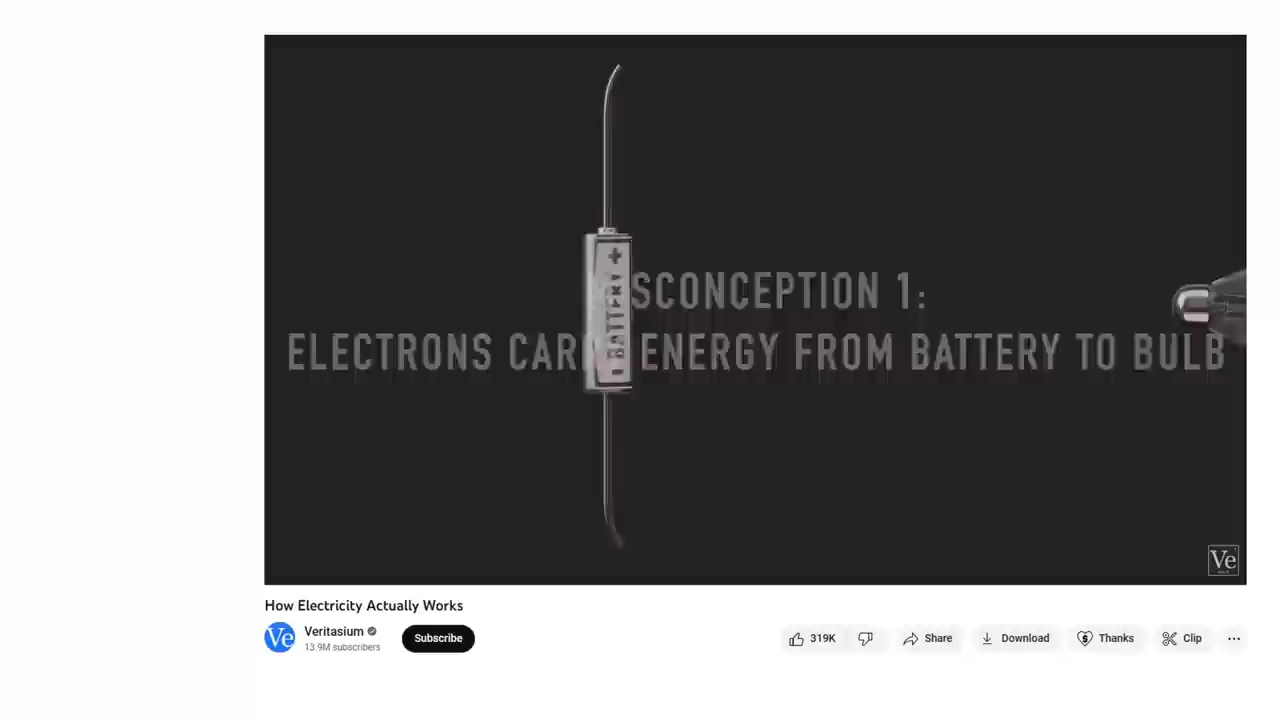 +
BATTERY
-
SCONCEPTION 1:
ELECTRONS CAR ENERGY FROM BATTERY TO BULB
Ve
How Electricity Actually Works
Ve
Veritasium
13.9M subscribers
Subscribe
319K
Share
Download
Thanks
Clip
...